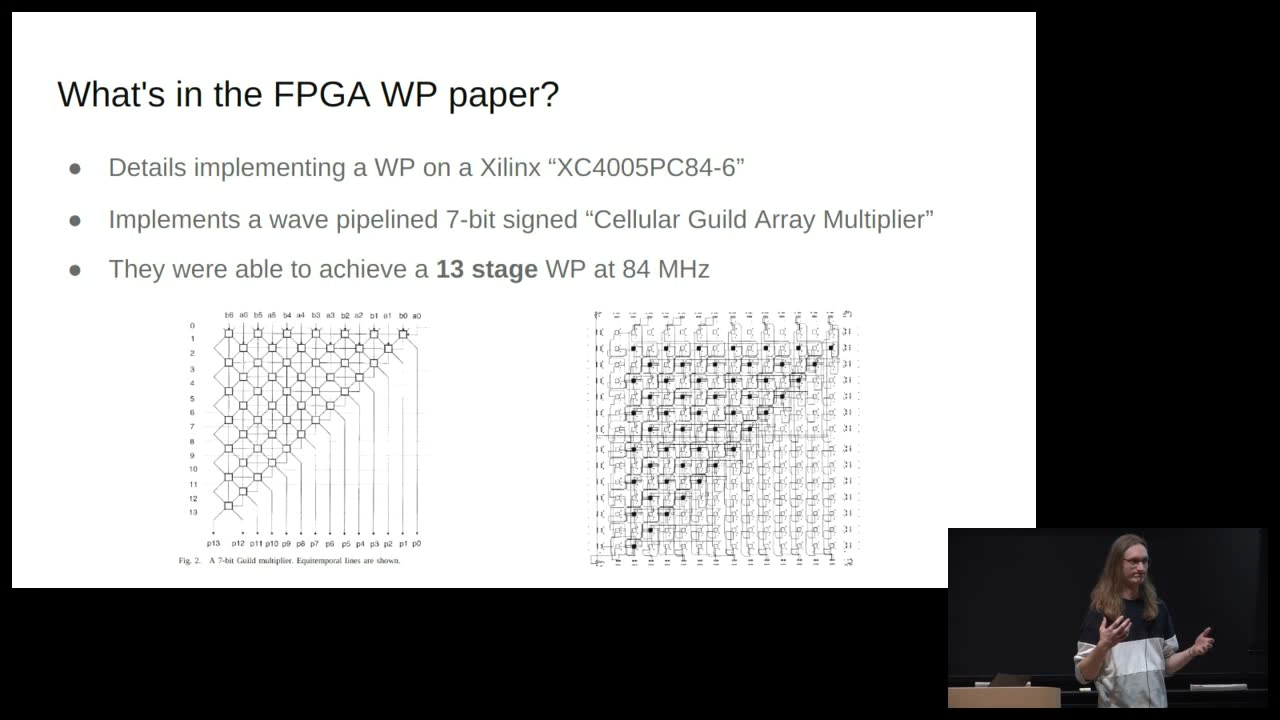 What's in the FPGA WP paper?
● Details implementing a WP on a Xilinx “XC4005PC84-6”
● Implements a wave pipelined 7-bit signed “Cellular Guild Array Multiplier”
● They were able to achieve a 13 stage WP at 84 MHz
b6 a6 b5 a5 b4 a4 b3 a3 b2 a2 b1 a1 b0 a0
0
1
2
3
4
5
6
7
8
9
10
11
12
13
p13 p12 p11 p10 p9 p8 p7 p6 p5 p4 p3 p2 p1 p0
Fig. 2. A 7-bit Guild multiplier. Equitemporal lines are shown.